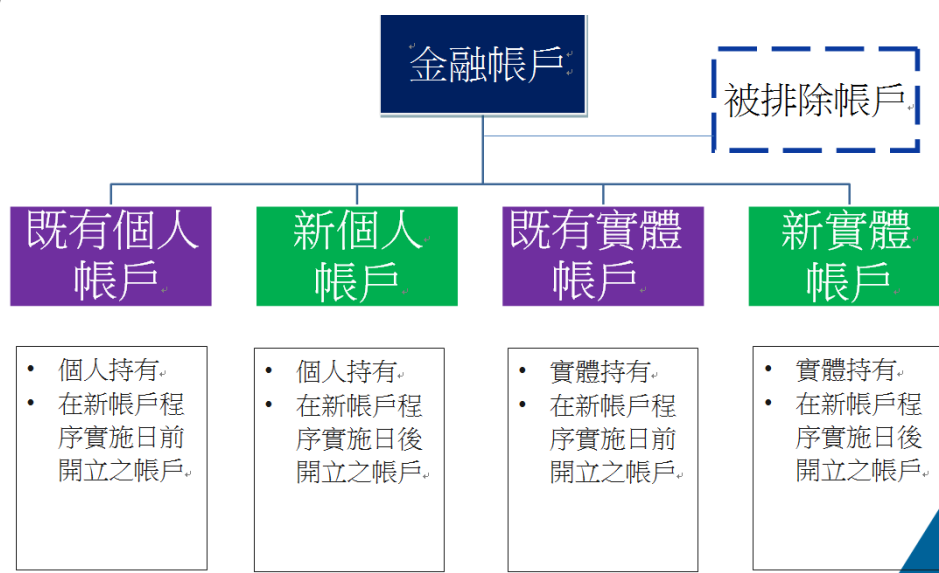 金融帳戶
被排除帳戶
既有個人
帳戶
新個人
帳戶
既有實體
帳戶
新實體
帳戶
• 個人持有
• 在新帳戶程
序實施日前
開立之帳戶
• 個人持有
• 在新帳戶程
序實施日後
開立之帳戶
• 實體持有
• 在新帳戶程
序實施日前
開立之帳戶
• 實體持有
• 在新帳戶程
序實施日後
開立之帳戶